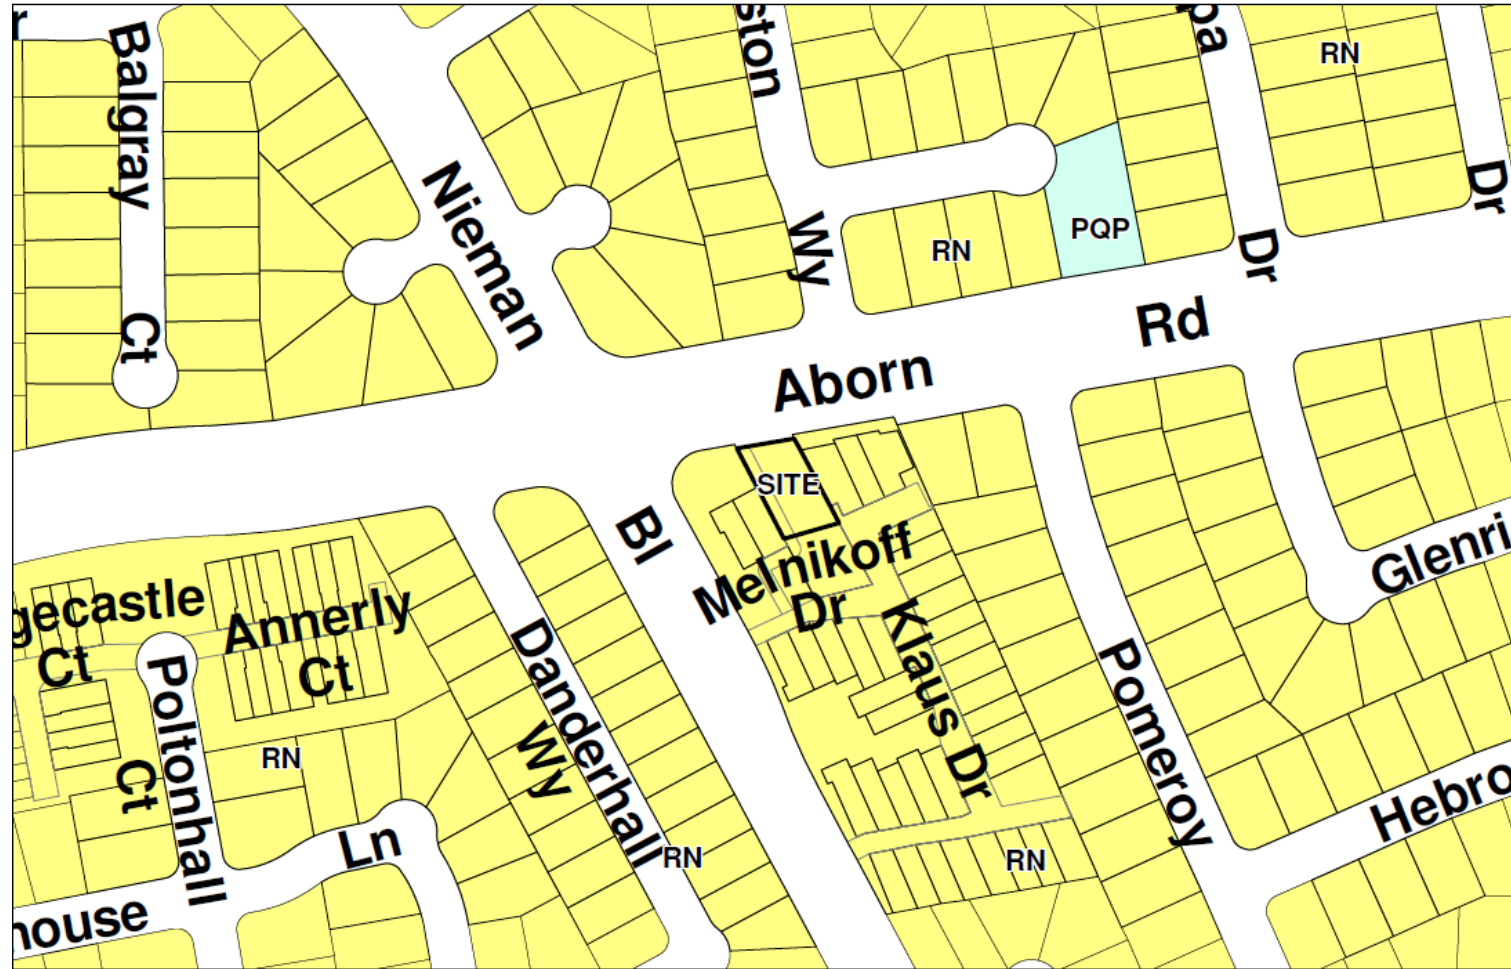 r
Balgray
Ct
Nieman
Bl
ston
Wy
pa
Dr
RN
Dr
RN
PQP
Aborn
Rd
SITE
Melnikoff
Dr
Klaus Dr
Pomeroy
Glenri
Hebro
gecastle
Ct
Annerly
Ct
Poltonhall
Ct
RN
Danderhall
Wy
RN
RN
Ln
house